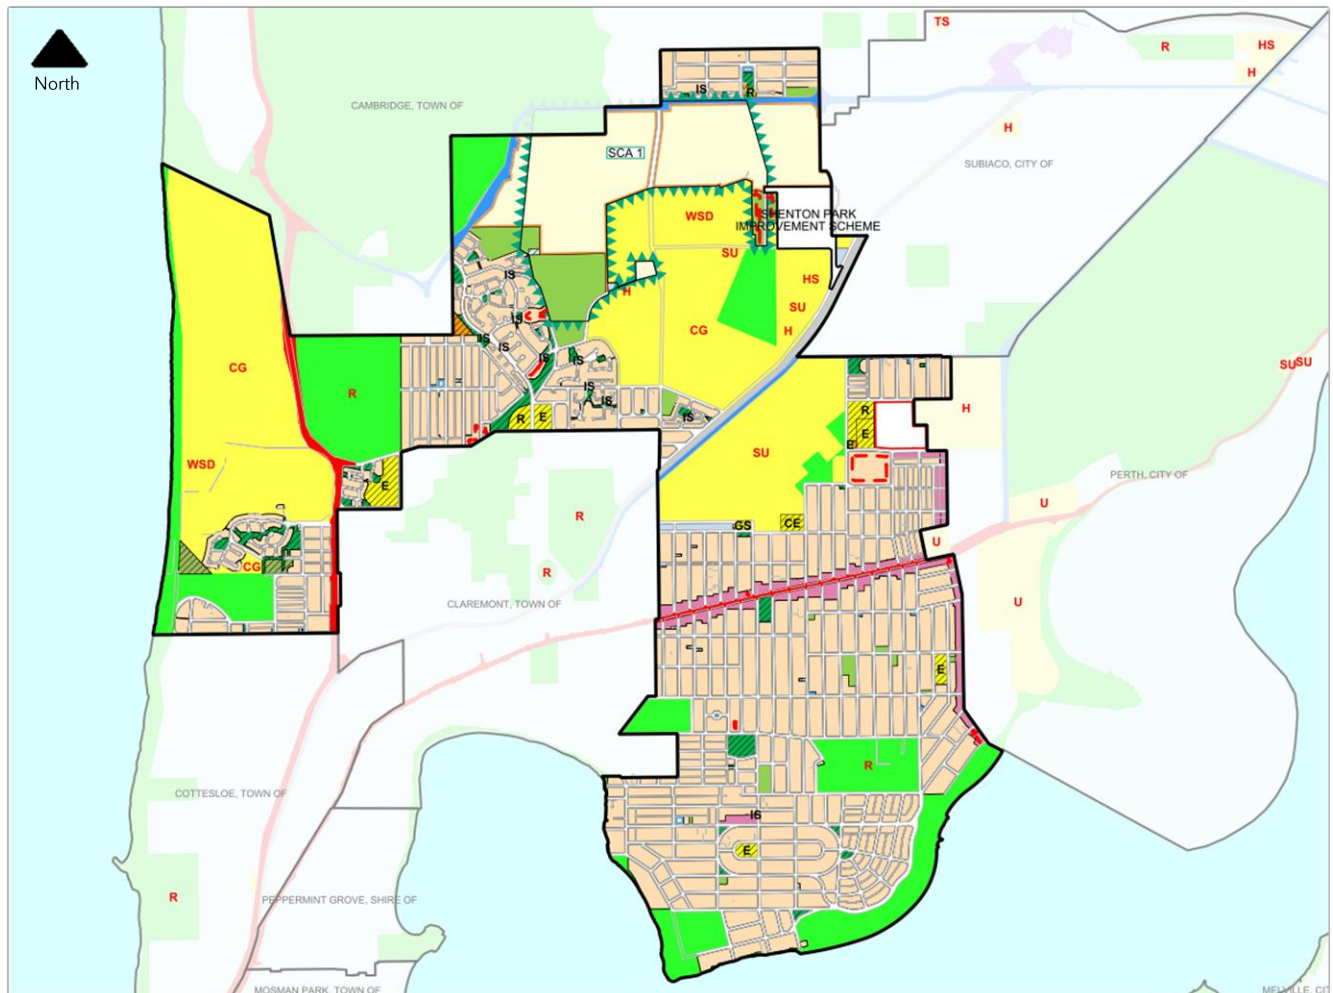 TS
R
HS
H
North
CAMBRIDGE, TOWN OF
IS
R
H
SCA 1
SUBIACO, CITY OF
WSD
SHENTON PARK
IMPROVEMENT SCHEME
SU
IS
HS
H
SU
IS
CG
H
IS
IS
IS
IS
CG
SUSU
IS
R
IS
H
R
IS
R
E
E
E
SU
WSD
PERTH, CITY OF
E
U
R
GS
CE
U
CG
R
CLAREMONT, TOWN OF
U
E
R
COTTESLOE, TOWN OF
IS
E
R
PEPPERMINT GROVE, SHIRE OF
MOSMAN PARK, TOWN OF